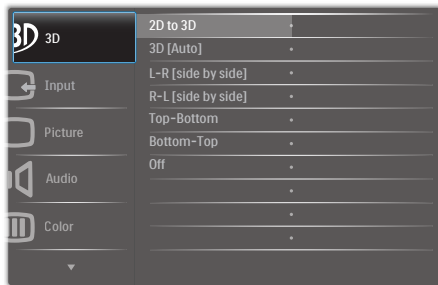 3D 3D
Input
Picture
Audio
Color
2D to 3D
3D [Auto]
L-R [side by side]
R-L [side by side]
Top-Bottom
Bottom-Top
Off